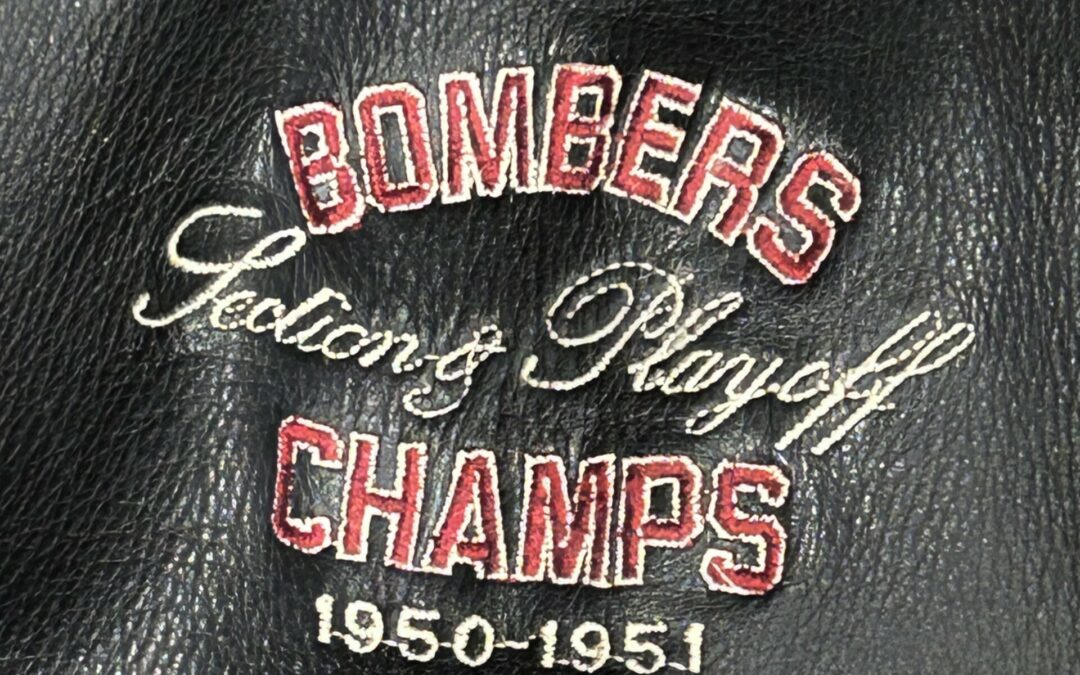 BOMBERS
Section & Playoff
CHAMPS
1950-1951